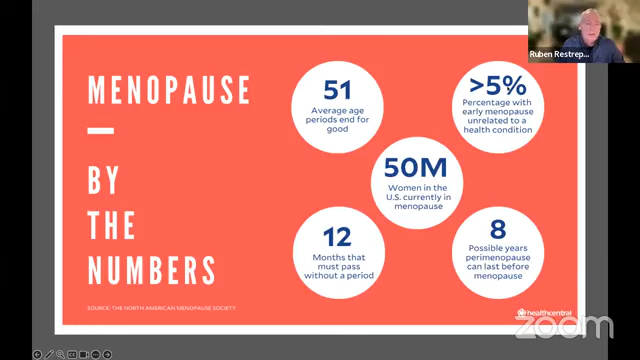 Ruben Restrep...
MENOPAUSE
BY
THE
NUMBERS
SOURCE: THE NORTH AMERICAN MENOPAUSE SOCIETY
51
Average age
periods end for
good
>5%
Percentage with
early menopause
unrelated to a
health condition
50M
Women in the
U.S. currently in
menopause
12
Months that
must pass
without a period
8
Possible years
perimenopause
can last before
menopause
healthcentral
zoom